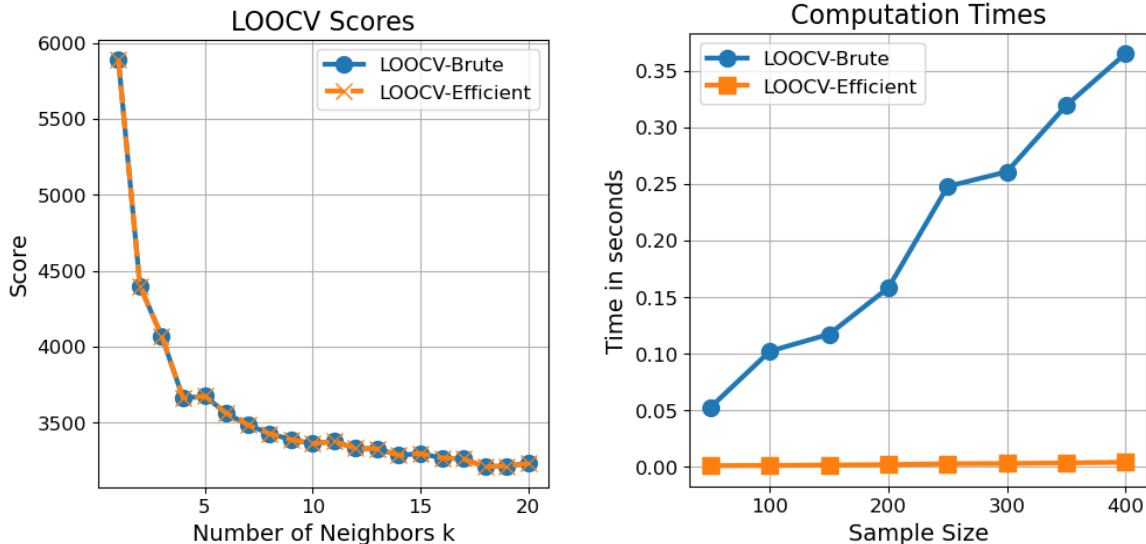 LOOCV Scores
6000
5500
5000
4500
4000
3500
Score
5
10
15
20
Number of Neighbors k
LOOCV-Brute
LOOCV-Efficient
Computation Times
0.35
0.30
0.25
0.20
0.15
0.10
0.05
0.00
Time in seconds
100
200
300
400
Sample Size
LOOCV-Brute
LOOCV-Efficient